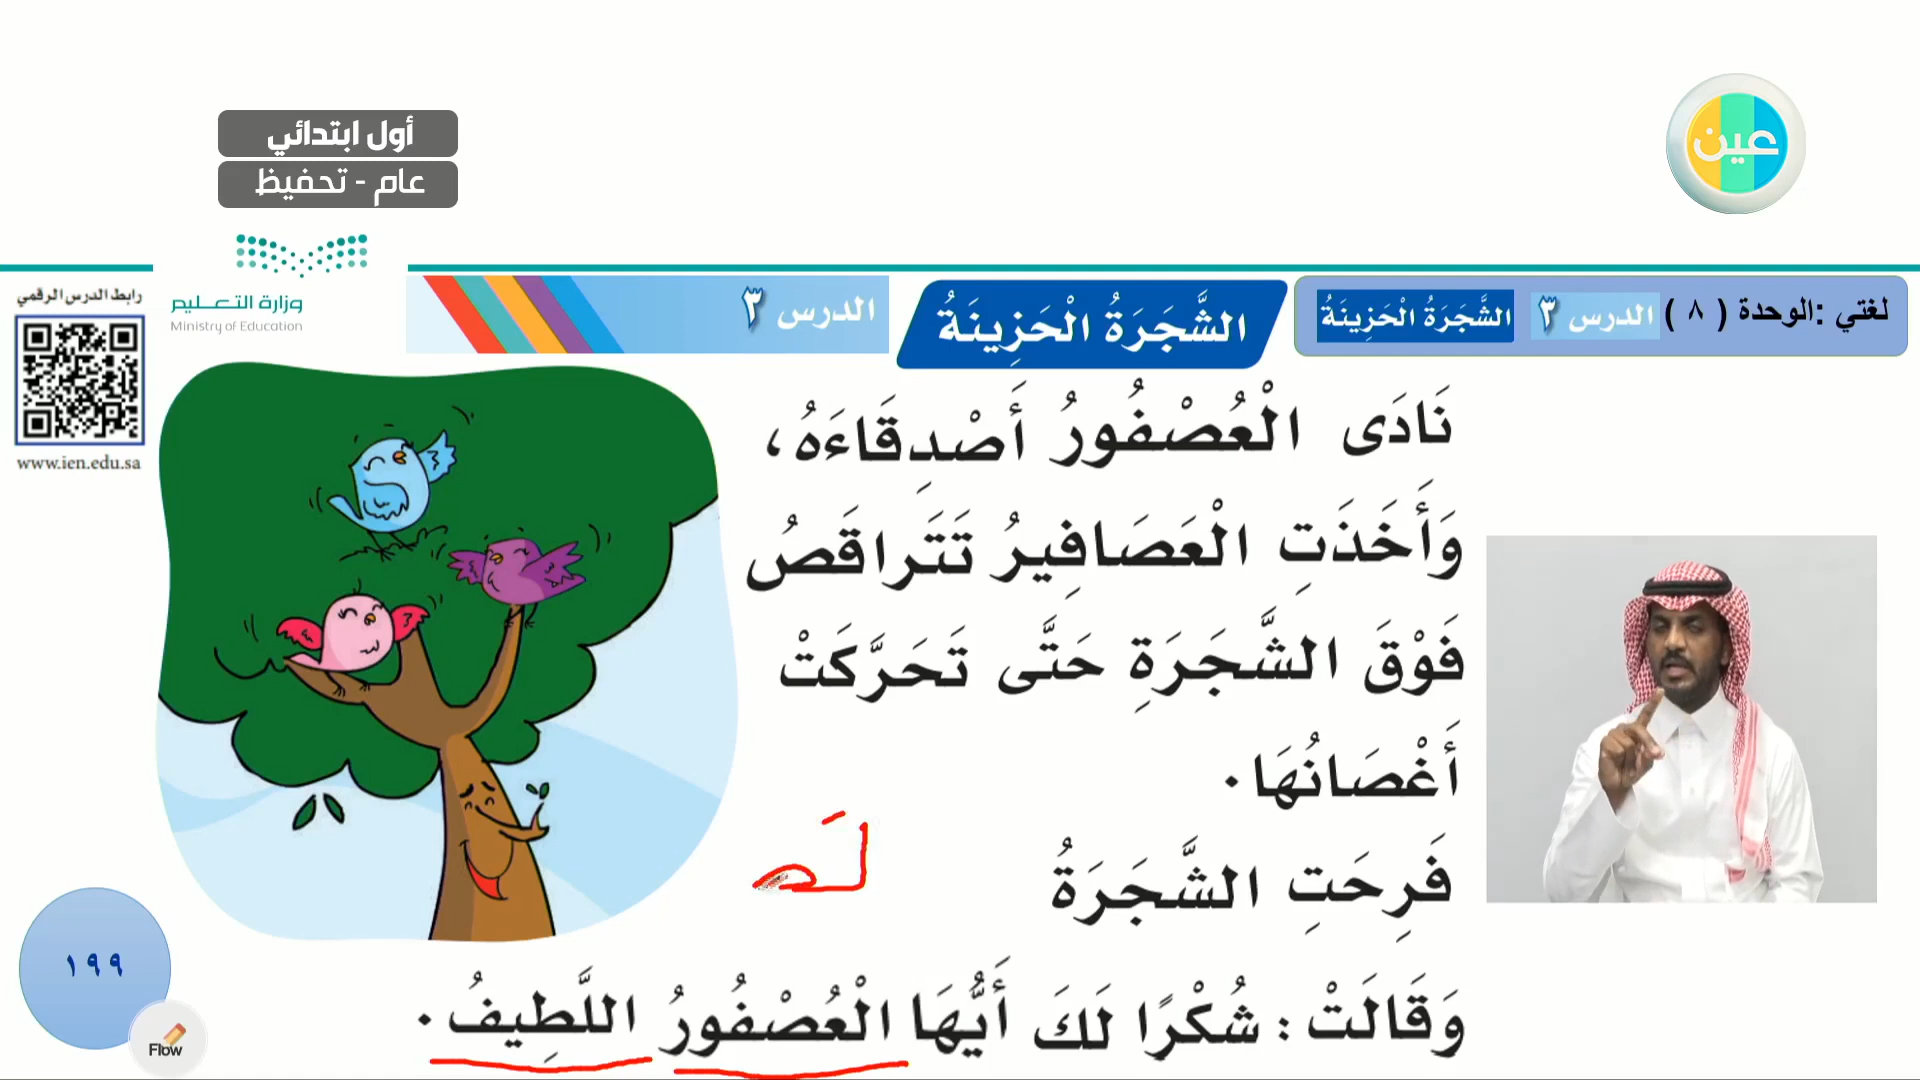 عين
أول ابتدائي
عام - تحفيظ
لغتي :الوحدة ( ٨ ) الدرس ٣ الشَّجَرَةُ الْحَزِينَةُ
الشَّجَرَةُ الْحَزِينَةُ
الدرس ٣
وزارة التعليم
Ministry of Education
رابط الدرس الرقمي
www.ien.edu.sa
نَادَى الْعُصْفُورُ أَصْدِقَاءَهُ ،
وَأَخَذَتِ الْعَصَافِيرُ تَتَراقَصُ
فَوْقَ الشَّجَرَةِ حَتَّى تَحَرَّكَتْ
أَغْصَانُهَا .
فَرِحَتِ الشَّجَرَةُ
وَقَالَتْ : شُكْرًا لَكَ أَيُّهَا الْعُصْفُورُ اللَّطِيفُ .
١٩٩
Flow